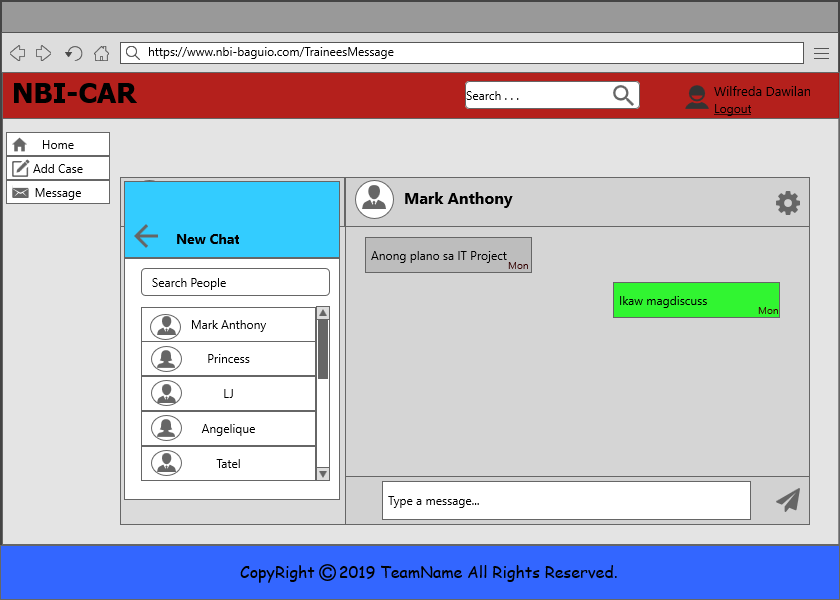 https://www.nbi-baguio.com/TraineesMessage
NBI-CAR
Search . . .
Wilfreda Dawilan
Logout
Home
Add Case
Message
New Chat
Search People
Mark Anthony
Princess
LJ
Angelique
Tatel
Mark Anthony
Anong plano sa IT Project
Mon
Ikaw magdiscuss
Mon
Type a message...
CopyRight © 2019 TeamName All Rights Reserved.